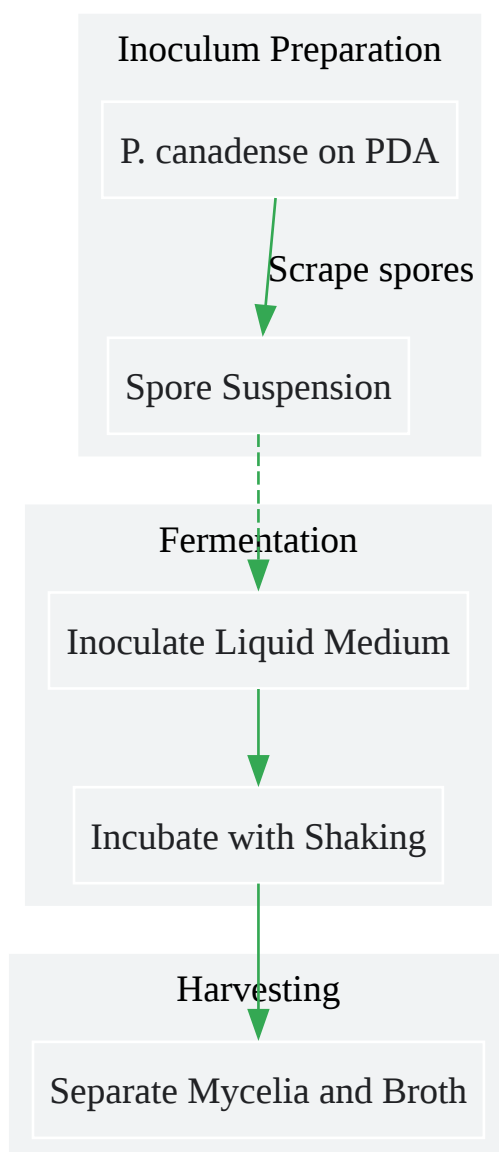 Inoculum Preparation
P. canadense on PDA
Scrape spores
Spore Suspension
Fermentation
Inoculate Liquid Medium
Incubate with Shaking
Harvesting
Separate Mycelia and Broth